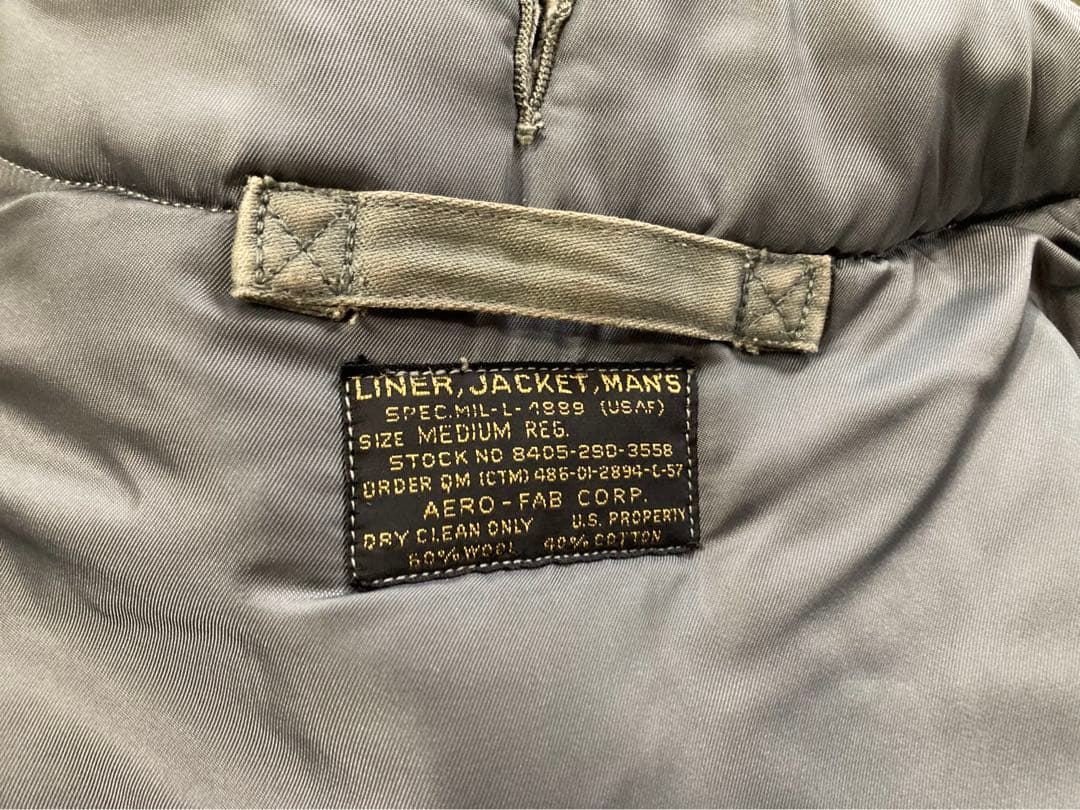 LINER, JACKET, MAN'S
SPEC. MIL-L-4889 (USAF)
SIZE MEDIUM REG.
STOCK NO 8405-290-3558
ORDER QM (CTM) 486-01-2894-C-57
AERO-FAB CORP.
DRY CLEAN ONLY U.S. PROPERTY
60% WOOL 40% COTTON